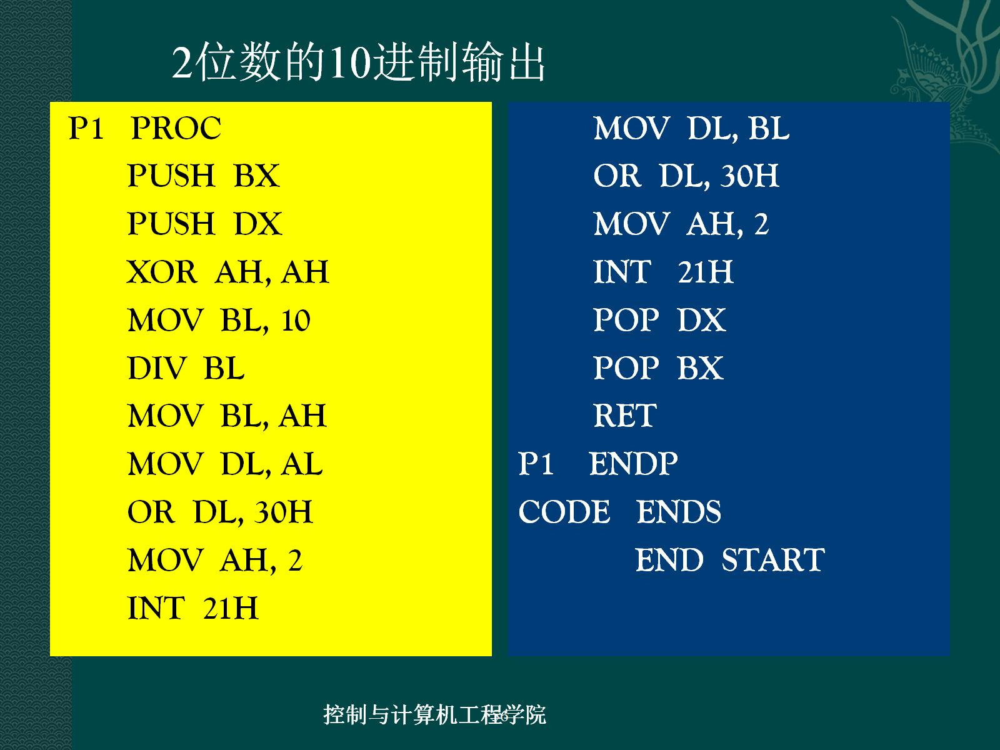 2位数的10进制输出
P1 PROC
PUSH BX
PUSH DX
XOR AH, AH
MOV BL, 10
DIV BL
MOV BL, AH
MOV DL, AL
OR DL, 30H
MOV AH, 2
INT 21H
MOV DL, BL
OR DL, 30H
MOV AH, 2
INT 21H
POP DX
POP BX
RET
P1 ENDP
CODE ENDS
END START
控制与计算机工程学院